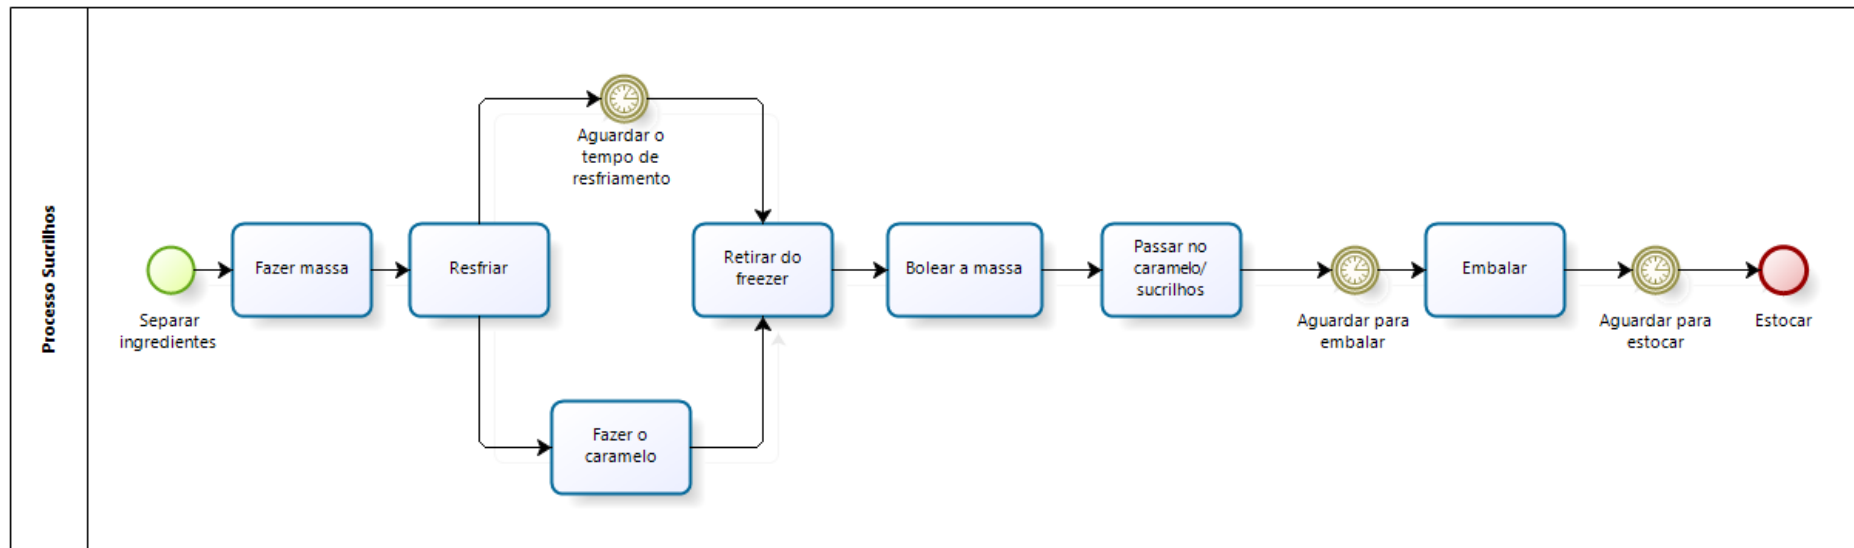 Processo Sucrilhos
Separar
ingredientes
Fazer massa
Resfriar
Aguardar o
tempo de
resfriamento
Fazer o
caramelo
Retirar do
freezer
Bolear a massa
Passar no
caramelo/
sucrilhos
Aguardar para
embalar
Embalar
Aguardar para
estocar
Estocar